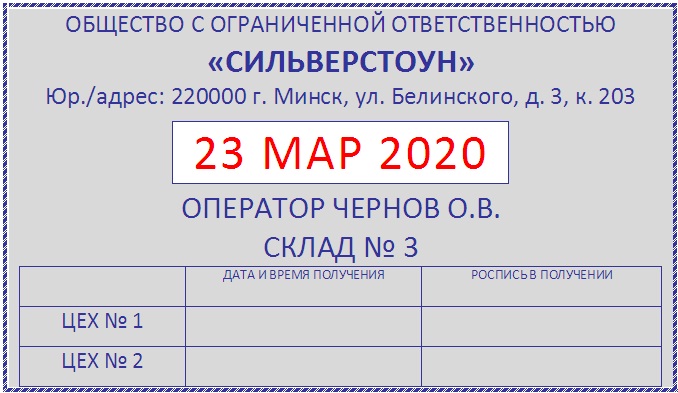 ОБЩЕСТВО С ОГРАНИЧЕННОЙ ОТВЕТСТВЕННОСТЬЮ
«СИЛЬВЕРСТОУН»
Юр./адрес: 220000 г. Минск, ул. Белинского, д. 3, к. 203
23 МАР 2020
ОПЕРАТОР ЧЕРНОВ О.В.
СКЛАД № 3
ДАТА И ВРЕМЯ ПОЛУЧЕНИЯ РОСПИСЬ В ПОЛУЧЕНИИ
ЦЕХ № 1
ЦЕХ № 2